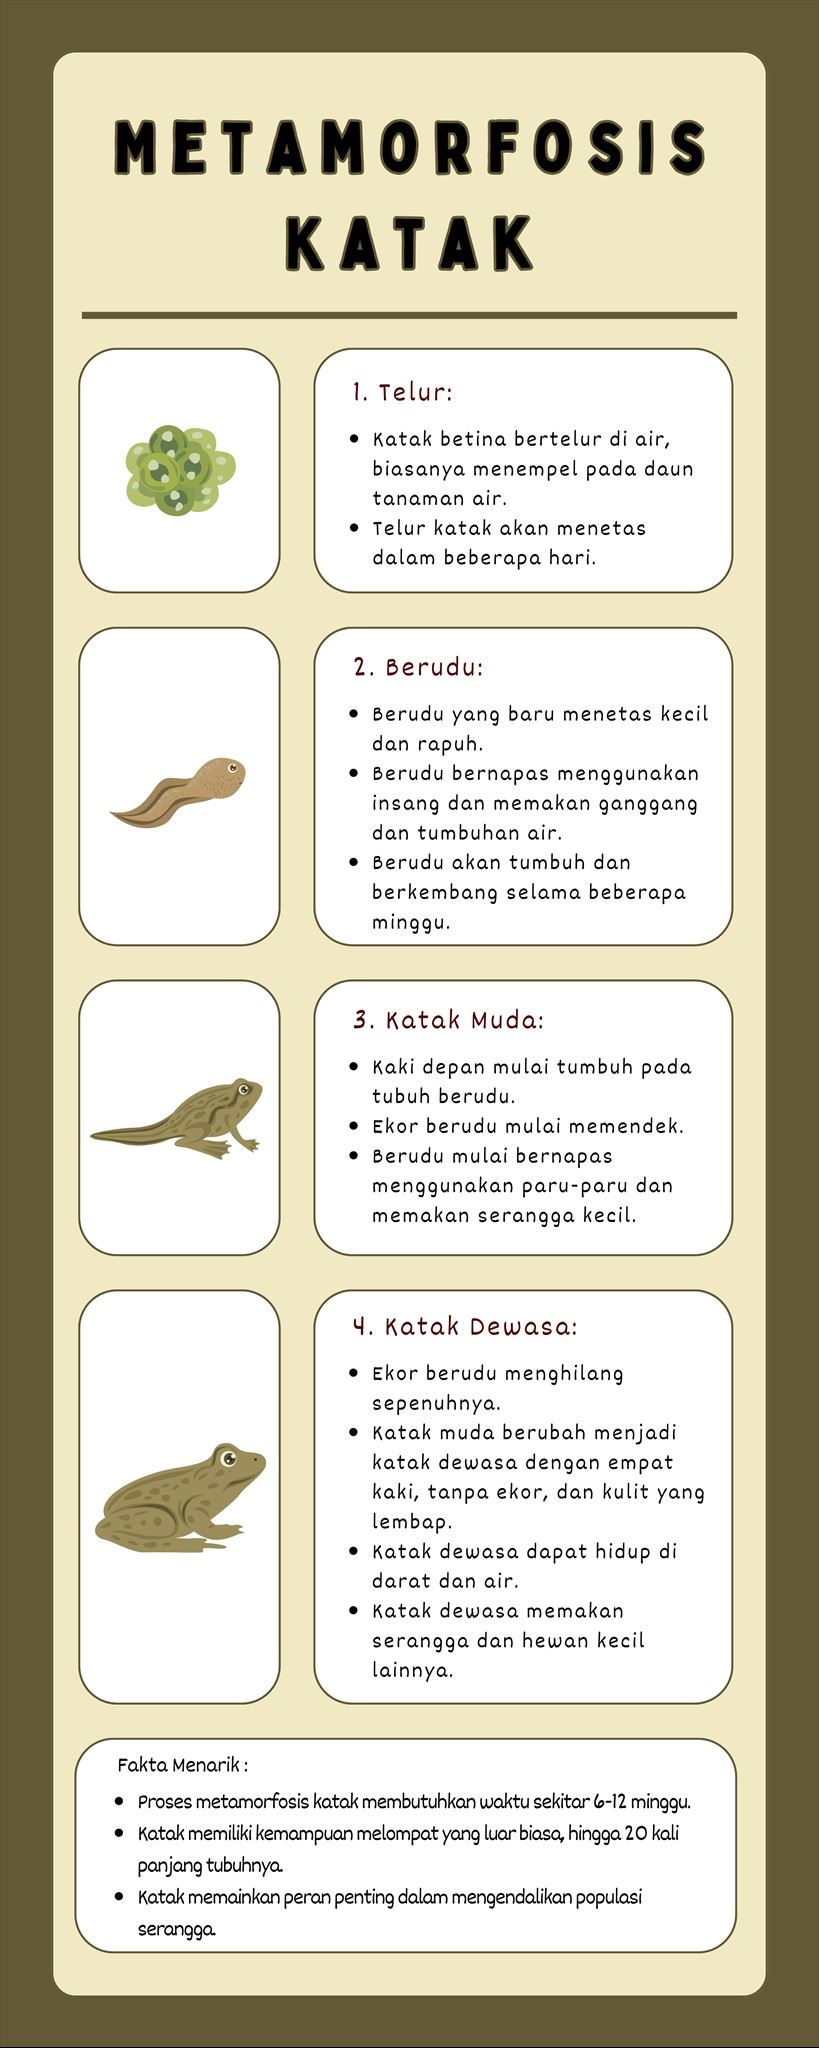 METAMORFOSIS
KATAK
1. Telur:
• Katak betina bertelur di air,
biasanya menempel pada daun
tanaman air.
• Telur katak akan menetas
dalam beberapa hari.
2. Berudu:
• Berudu yang baru menetas kecil
dan rapuh.
• Berudu bernapas menggunakan
insang dan memakan ganggang
dan tumbuhan air.
• Berudu akan tumbuh dan
berkembang selama beberapa
minggu.
3. Katak Muda:
• Kaki depan mulai tumbuh pada
tubuh berudu.
• Ekor berudu mulai memendek.
• Berudu mulai bernapas
menggunakan paru-paru dan
memakan serangga kecil.
4. Katak Dewasa:
• Ekor berudu menghilang
sepenuhnya.
• Katak muda berubah menjadi
katak dewasa dengan empat
kaki, tanpa ekor, dan kulit yang
lembap.
• Katak dewasa dapat hidup di
darat dan air.
• Katak dewasa memakan
serangga dan hewan kecil
lainnya.
Fakta Menarik :
• Proses metamorfosis katak membutuhkan waktu sekitar 6-12 minggu.
• Katak memiliki kemampuan melompat yang luar biasa, hingga 20 kali
panjang tubuhnya.
• Katak memainkan peran penting dalam mengendalikan populasi
serangga.